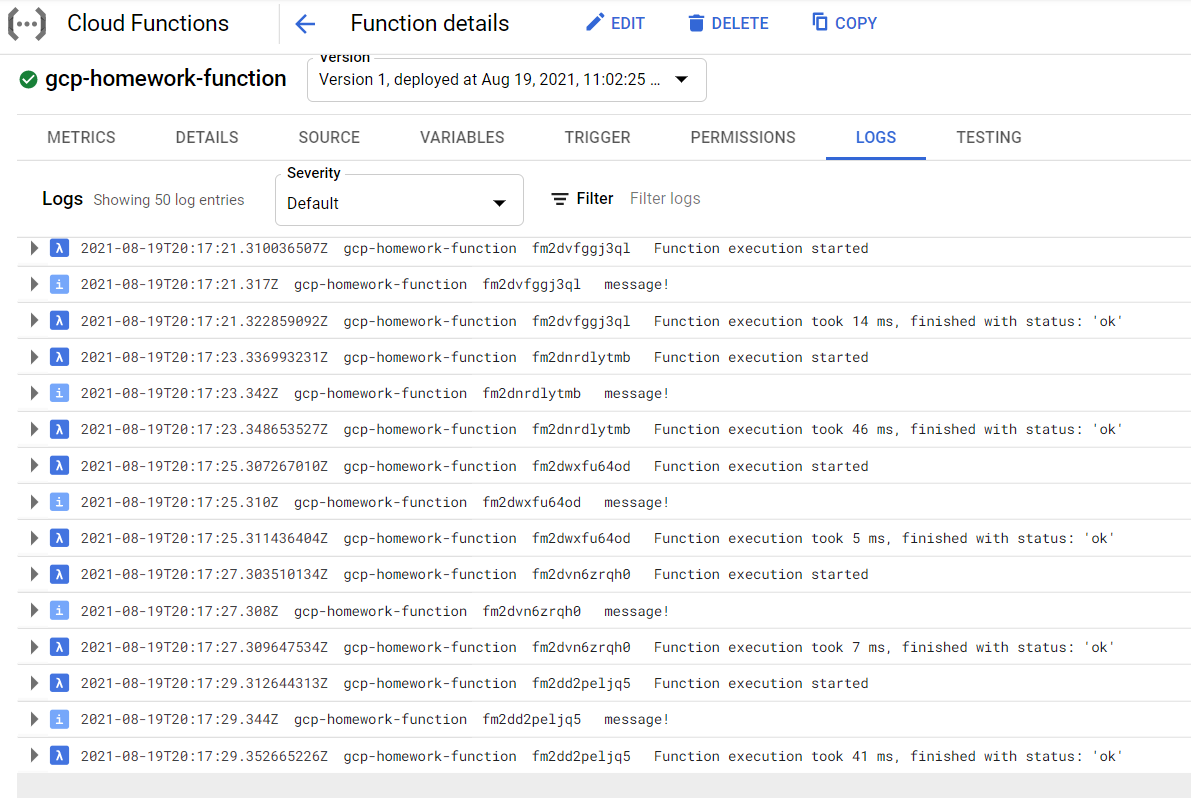 Cloud Functions Function details EDIT DELETE COPY
gcp-homework-function
Version
Version 1, deployed at Aug 19, 2021, 11:02:25 ...
METRICS DETAILS SOURCE VARIABLES TRIGGER PERMISSIONS LOGS TESTING
Logs Showing 50 log entries
Severity
Default
Filter Filter logs
λ 2021-08-19T20:17:21.310036507Z gcp-homework-function fm2dvfggj3ql Function execution started
i 2021-08-19T20:17:21.317Z gcp-homework-function fm2dvfggj3ql message!
λ 2021-08-19T20:17:21.322859092Z gcp-homework-function fm2dvfggj3ql Function execution took 14 ms, finished with status: 'ok'
λ 2021-08-19T20:17:23.336993231Z gcp-homework-function fm2dnrdlytmb Function execution started
i 2021-08-19T20:17:23.342Z gcp-homework-function fm2dnrdlytmb message!
λ 2021-08-19T20:17:23.348653527Z gcp-homework-function fm2dnrdlytmb Function execution took 46 ms, finished with status: 'ok'
λ 2021-08-19T20:17:25.307267010Z gcp-homework-function fm2dwxfu64od Function execution started
i 2021-08-19T20:17:25.310Z gcp-homework-function fm2dwxfu64od message!
λ 2021-08-19T20:17:25.311436404Z gcp-homework-function fm2dwxfu64od Function execution took 5 ms, finished with status: 'ok'
λ 2021-08-19T20:17:27.303510134Z gcp-homework-function fm2dvn6zrqh0 Function execution started
i 2021-08-19T20:17:27.308Z gcp-homework-function fm2dvn6zrqh0 message!
λ 2021-08-19T20:17:27.309647534Z gcp-homework-function fm2dvn6zrqh0 Function execution took 7 ms, finished with status: 'ok'
λ 2021-08-19T20:17:29.312644313Z gcp-homework-function fm2dd2peljq5 Function execution started
i 2021-08-19T20:17:29.344Z gcp-homework-function fm2dd2peljq5 message!
λ 2021-08-19T20:17:29.352665226Z gcp-homework-function fm2dd2peljq5 Function execution took 41 ms, finished with status: 'ok'